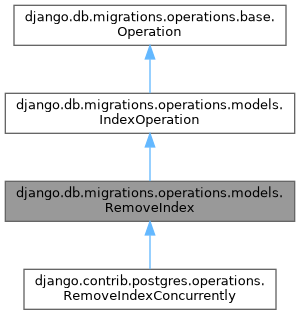 django.db.migrations.operations.base.
Operation
django.db.migrations.operations.models.
IndexOperation
django.db.migrations.operations.models.
RemoveIndex
django.contrib.postgres.operations.
RemoveIndexConcurrently